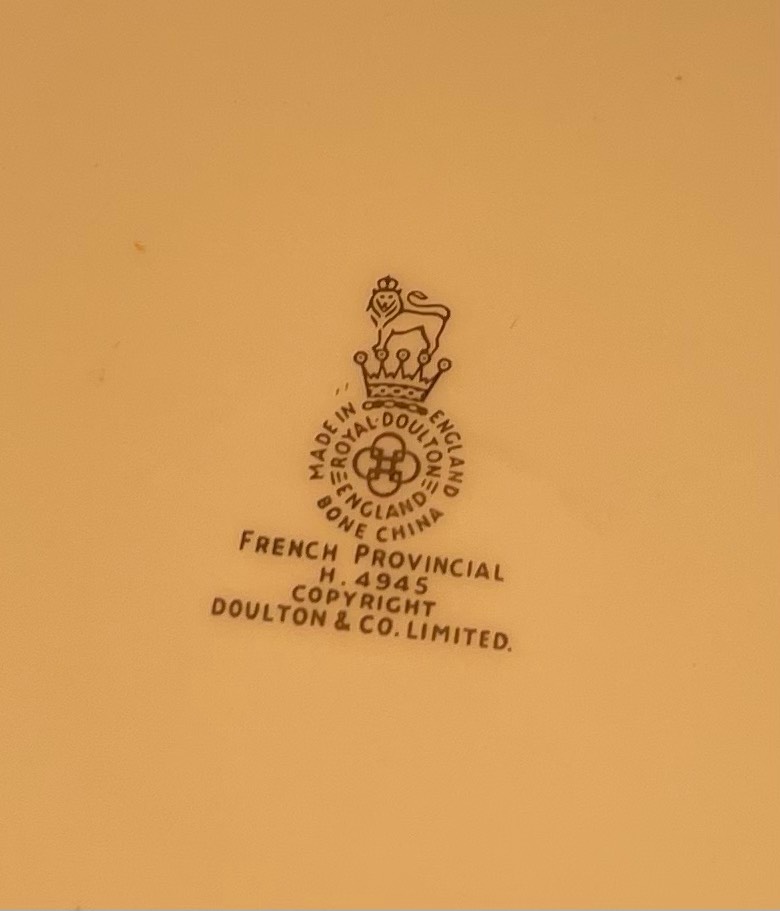 MADE IN ENGLAND
ROYAL·DOULTON
ENGLAND
BONE CHINA
FRENCH PROVINCIAL
H. 4945
COPYRIGHT
DOULTON & CO. LIMITED.